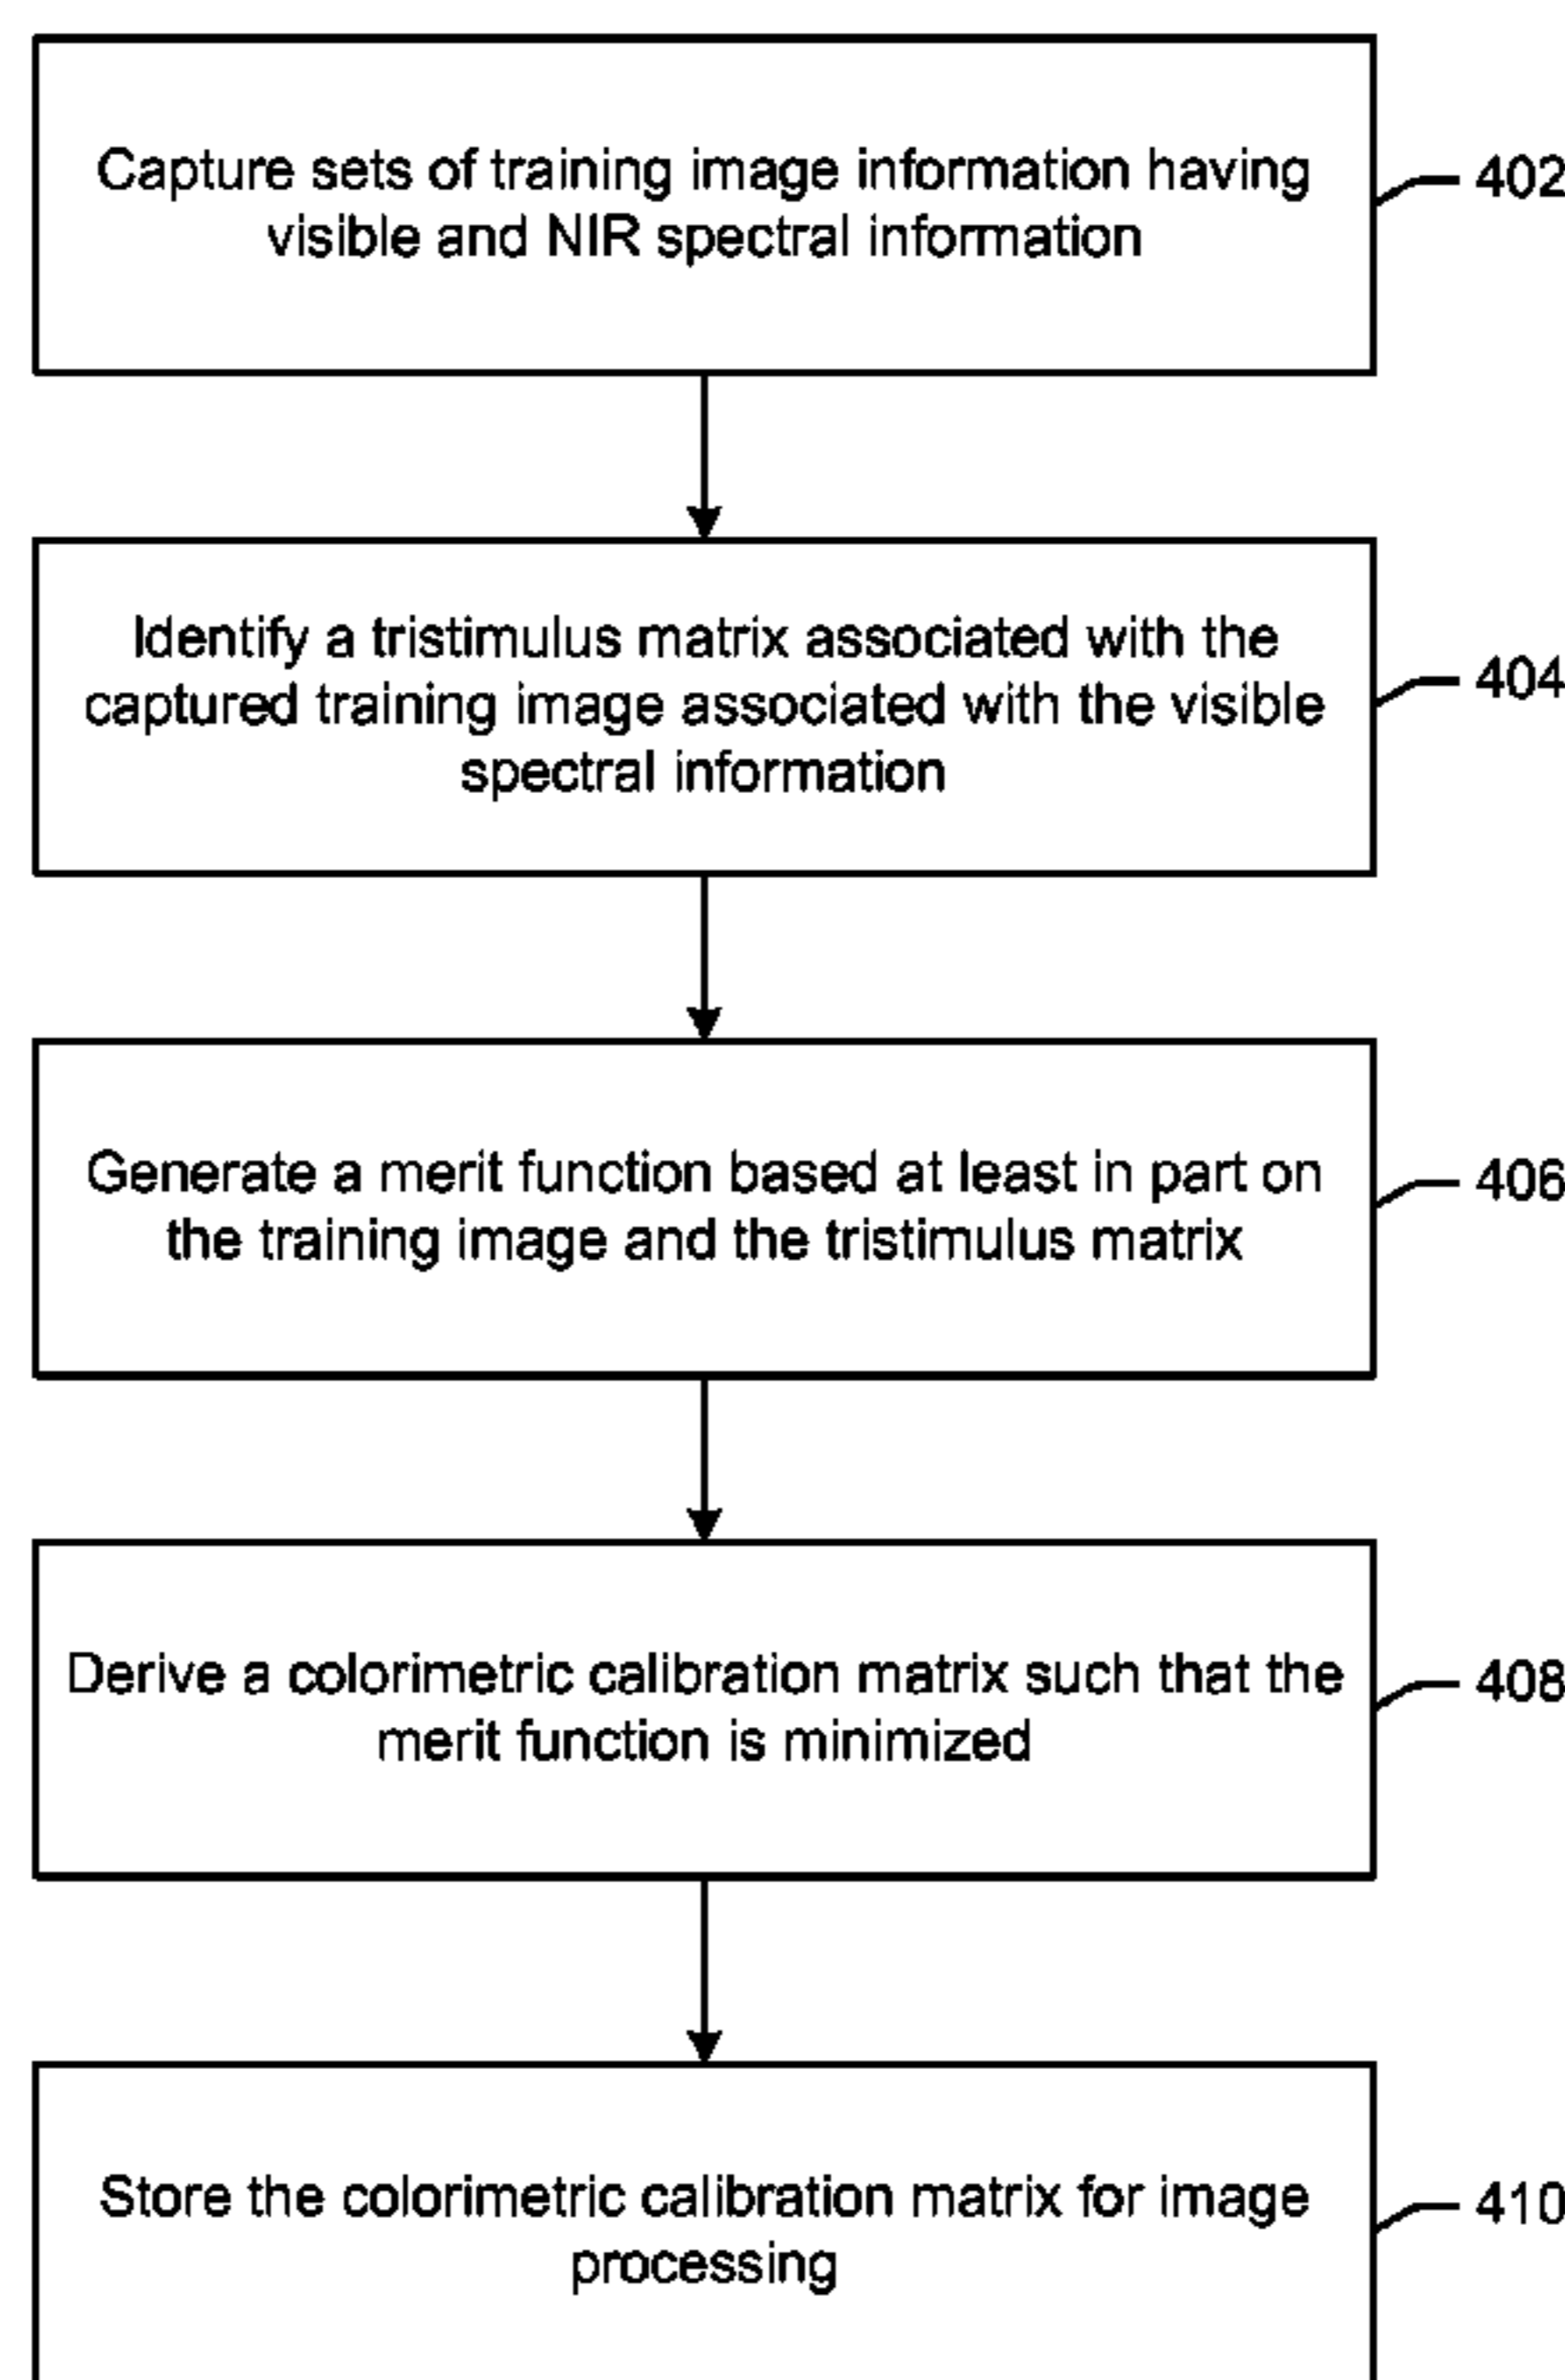 Capture sets of training image information having
visible and NIR spectral information
402
Identify a tristimulus matrix associated with the
captured training image associated with the visible
spectral information
404
Generate a merit function based at least in part on
the training image and the tristimulus matrix
406
Derive a colorimetric calibration matrix such that the
merit function is minimized
408
Store the colorimetric calibration matrix for image
processing
410